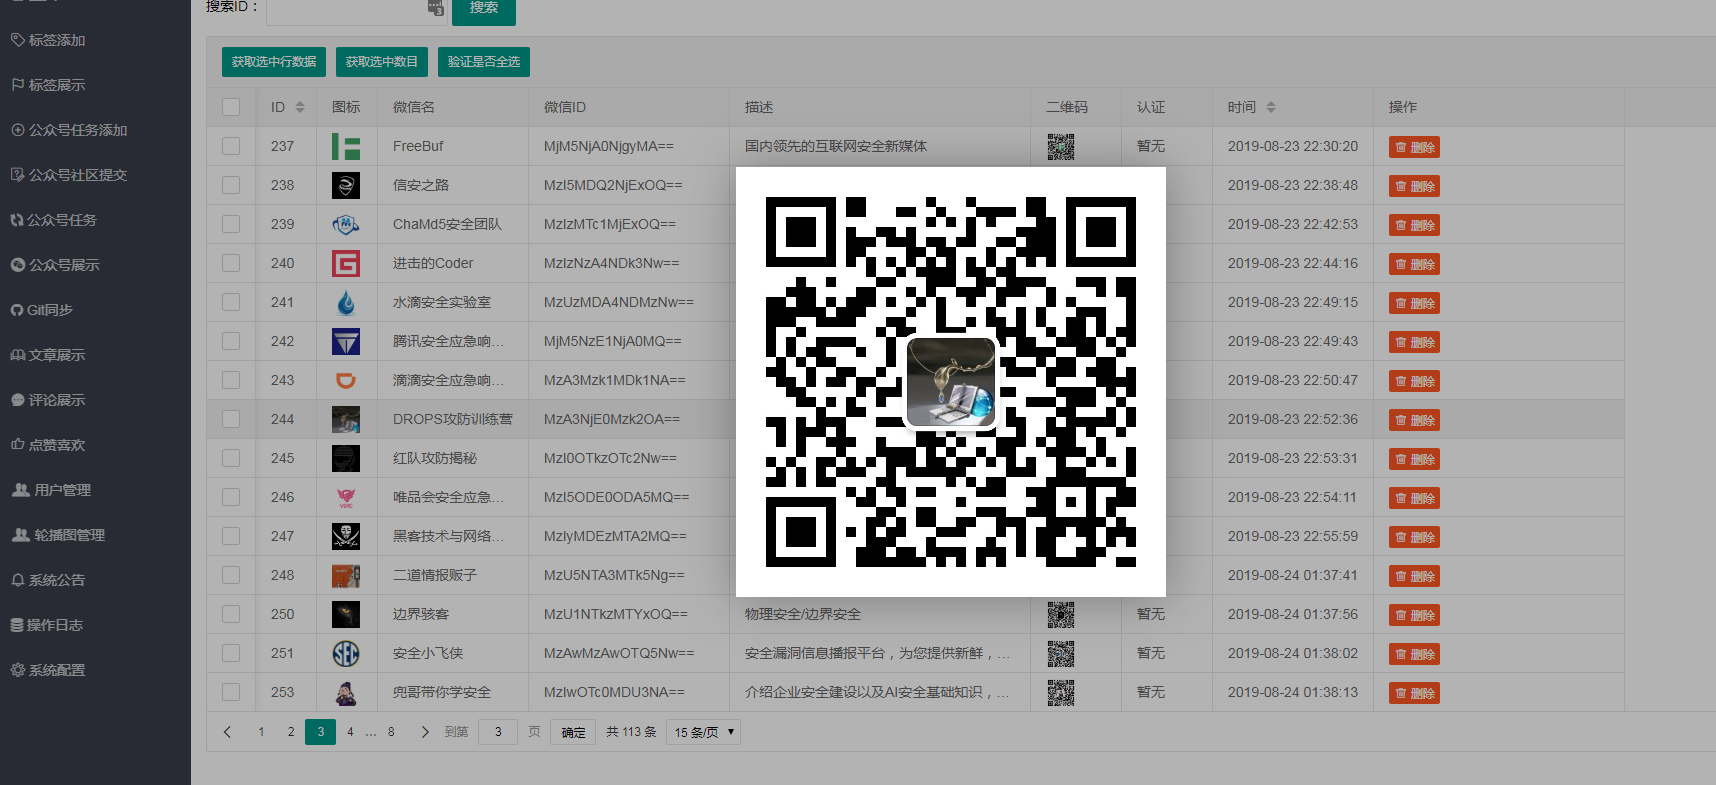 搜索ID： 3 搜索
标签添加
标签展示
公众号任务添加
公众号社区提交
公众号任务
公众号展示
Git同步
文章展示
评论展示
点赞喜欢
用户管理
轮播图管理
系统公告
操作日志
系统配置
获取选中行数据 获取选中数目 验证是否全选
ID 图标 微信名 微信ID 描述 二维码 认证 时间 操作
237 FreeBuf MjM5NjA0NjgyMA== 国内领先的互联网安全新媒体 暂无 2019-08-23 22:30:20 删除
238 信安之路 MzI5MDQ2NjExOQ== 2019-08-23 22:38:48 删除
239 ChaMd5安全团队 MzIzMTc1MjExOQ== 2019-08-23 22:42:53 删除
240 进击的Coder MzIzNzA4NDk3Nw== 2019-08-23 22:44:16 删除
241 水滴安全实验室 MzUzMDA4NDMzNw== 2019-08-23 22:49:15 删除
242 腾讯安全应急响... MjM5NzE1NjA0MQ== 2019-08-23 22:49:43 删除
243 滴滴安全应急响... MzA3Mzk1MDk1NA== 2019-08-23 22:50:47 删除
244 DROPS攻防训练营 MzA3NjE0Mzk2OA== 2019-08-23 22:52:36 删除
245 红队攻防揭秘 MzI0OTkzOTc2Nw== 2019-08-23 22:53:31 删除
246 唯品会安全应急... MzI5ODE0ODA5MQ== 2019-08-23 22:54:11 删除
247 黑客技术与网络... MzIyMDEzMTA2MQ== 2019-08-23 22:55:59 删除
248 二道情报贩子 MzU5NTA3MTk5Ng== 2019-08-24 01:37:41 删除
250 边界骇客 MzU1NTkzMTYxOQ== 物理安全/边界安全 暂无 2019-08-24 01:37:56 删除
251 SEC 安全小飞侠 MzAwMzAwOTQ5Nw== 安全漏洞信息播报平台，为您提供新鲜，... 暂无 2019-08-24 01:38:02 删除
253 兜哥带你学安全 MzIwOTc0MDU3NA== 介绍企业安全建设以及AI安全基础知识，... 暂无 2019-08-24 01:38:13 删除
1 2 3 4 ... 8 到第 3 页 确定 共 113 条 15 条/页